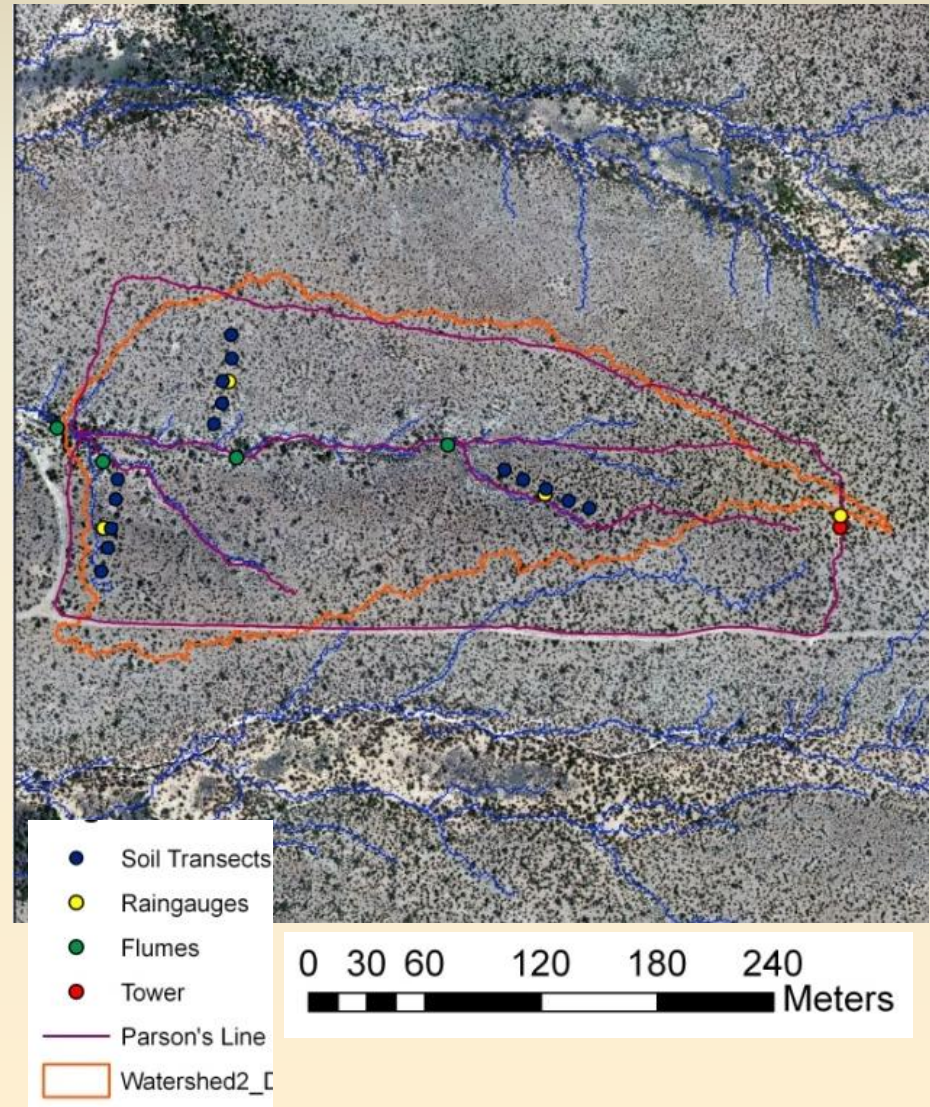 Soil Transects
Raingauges
Flumes
Tower
Parson's Line
Watershed2_D
0 30 60 120 180 240
Meters